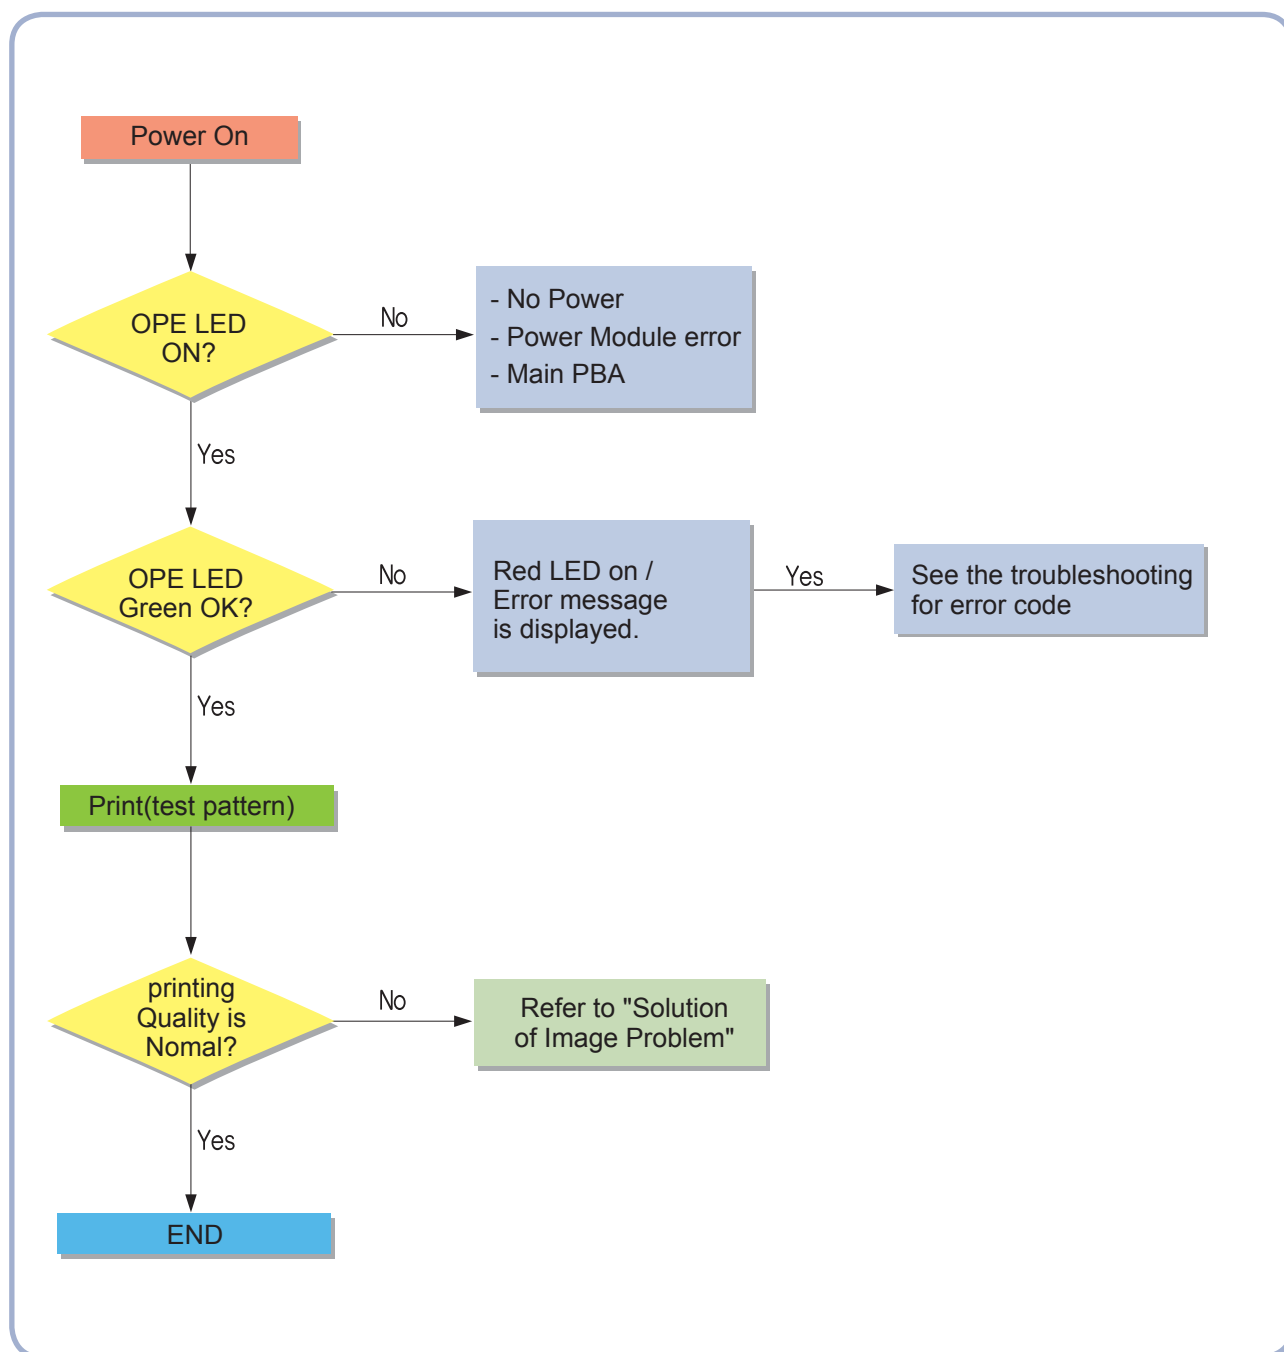 Power On
OPE LED
ON?
No
- No Power
- Power Module error
- Main PBA
Yes
OPE LED
Green OK?
No
Red LED on /
Error message
is displayed.
Yes
See the troubleshooting
for error code
Yes
Print(test pattern)
printing
Quality is
Nomal?
No
Refer to "Solution
of Image Problem"
Yes
END